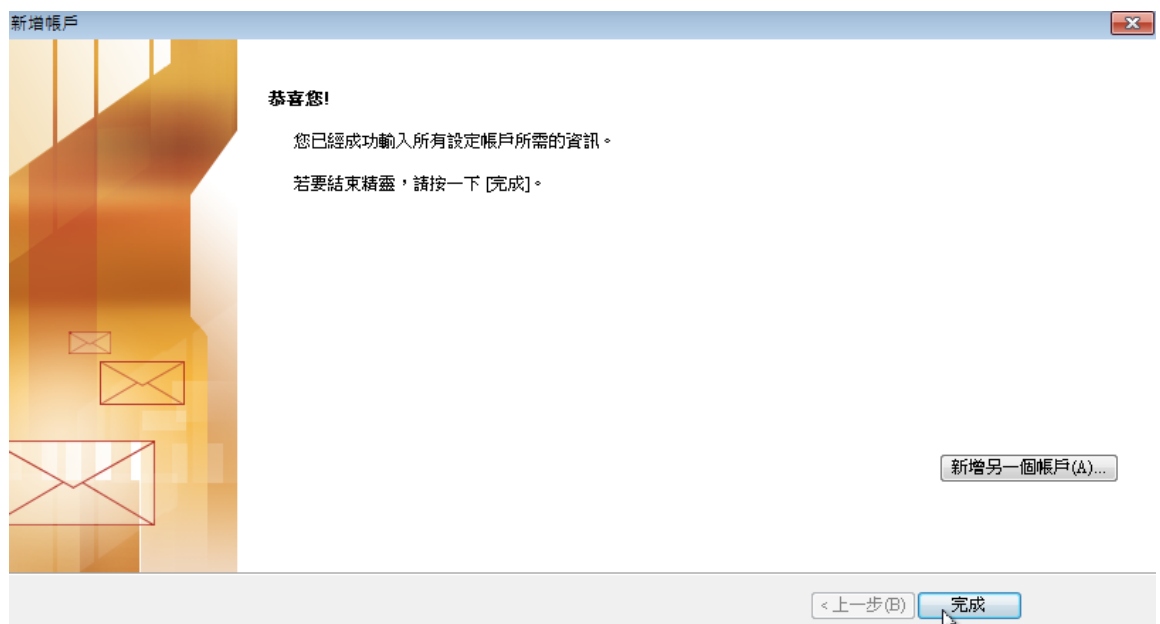 新增帳戶
恭喜您!
您已經成功輸入所有設定帳戶所需的資訊。
若要結束精靈，請按一下 [完成]。
新增另一個帳戶(A)...
<上一步(B)
完成